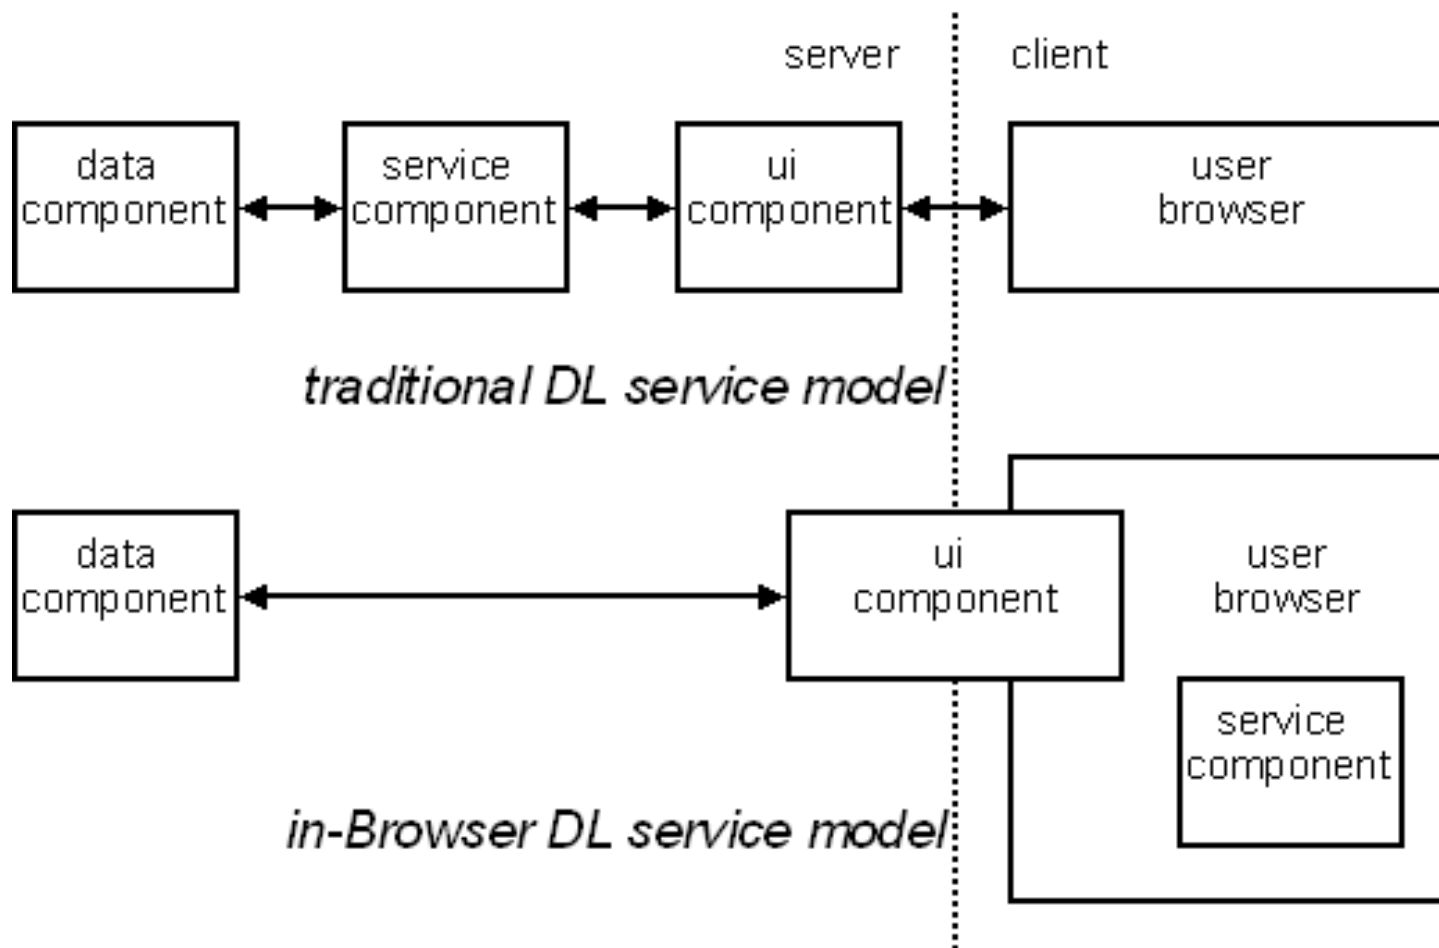 server client
data
component
service
component
ui
component
user
browser
traditional DL service model
data
component
ui
component
user
browser
service
component
in-Browser DL service model